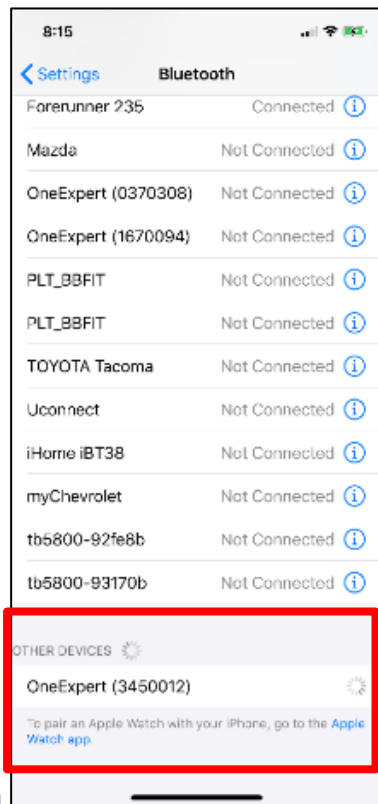 8:15
Settings Bluetooth
Forerunner 235 Connected
Mazda Not Connected
OneExpert (0370308) Not Connected
OneExpert (1670094) Not Connected
PLT_BBFIT Not Connected
PLT_BBFIT Not Connected
TOYOTA Tacoma Not Connected
Uconnect Not Connected
iHome iBT38 Not Connected
myChevrolet Not Connected
tb5800-92fe8b Not Connected
tb5800-93170b Not Connected
OTHER DEVICES
OneExpert (3450012)
To pair an Apple Watch with your iPhone, go to the Apple
Watch app.